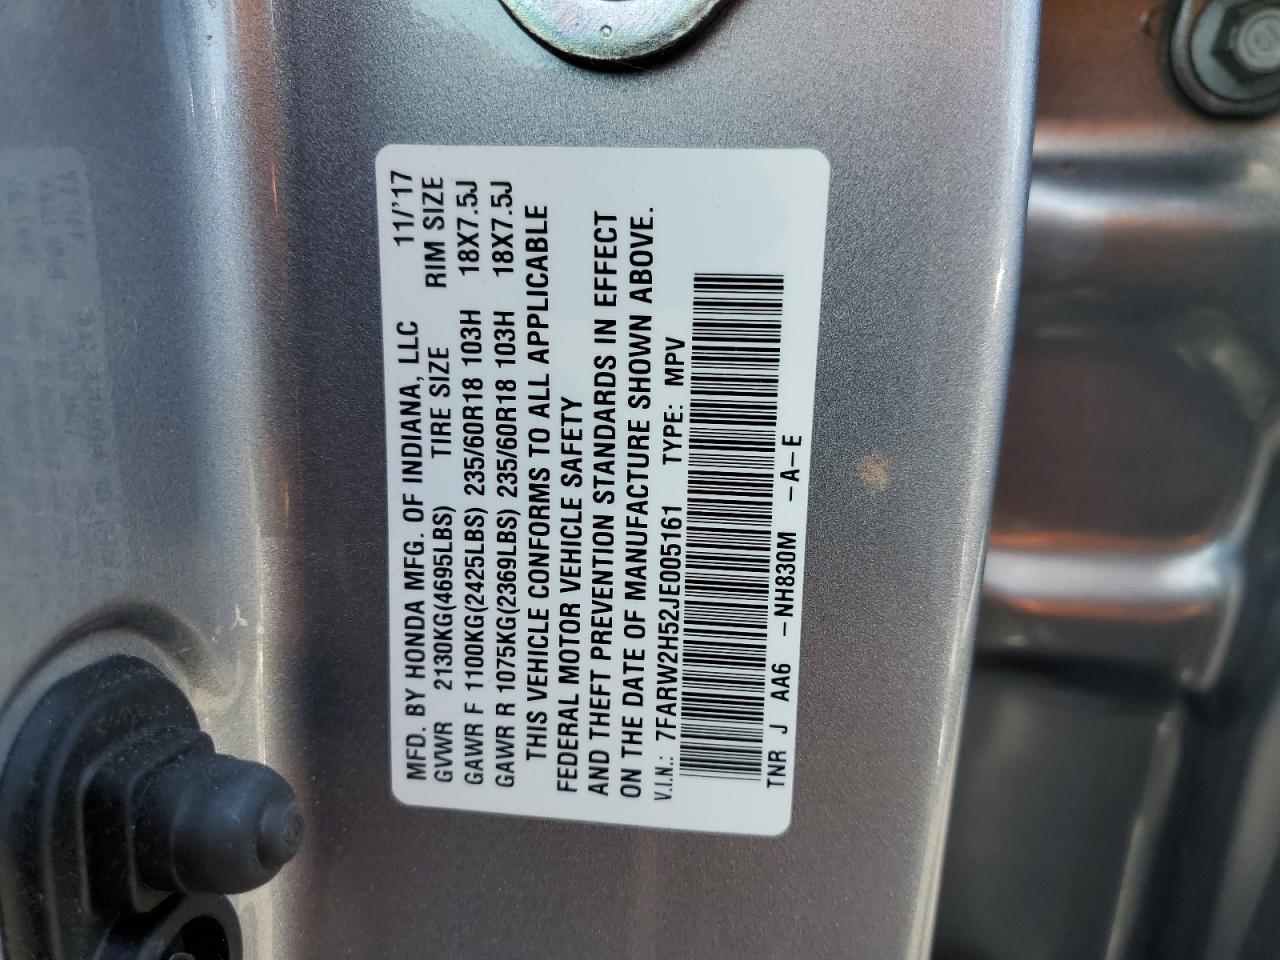 MFD. BY HONDA MFG. OF INDIANA, LLC 11/'17
GVWR 2130KG(4695LBS) TIRE SIZE RIM SIZE
GAWR F 1100KG(2425LBS) 235/60R18 103H 18X7.5J
GAWR R 1075KG(2369LBS) 235/60R18 103H 18X7.5J
THIS VEHICLE CONFORMS TO ALL APPLICABLE
FEDERAL MOTOR VEHICLE SAFETY
AND THEFT PREVENTION STANDARDS IN EFFECT
ON THE DATE OF MANUFACTURE SHOWN ABOVE.
V.I.N.: 7FARW2H52JE005161 TYPE: MPV
TNR J AA6 -NH830M -A-E